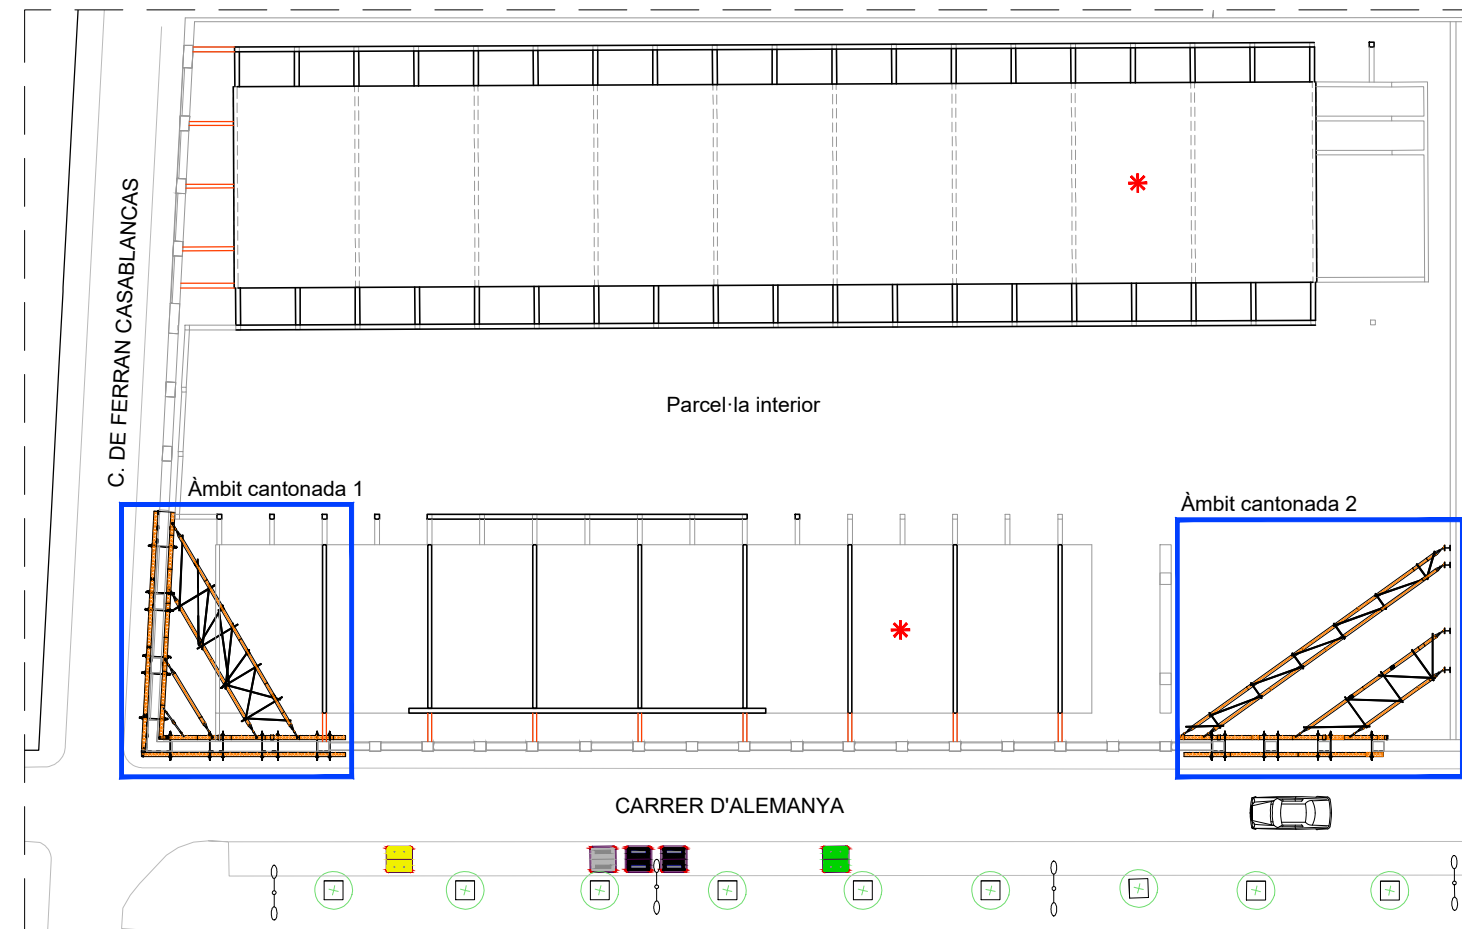 C. DE FERRAN CASABLANCAS
Parcel·la interior
Àmbit cantonada 1
Àmbit cantonada 2
CARRER D'ALEMANYA